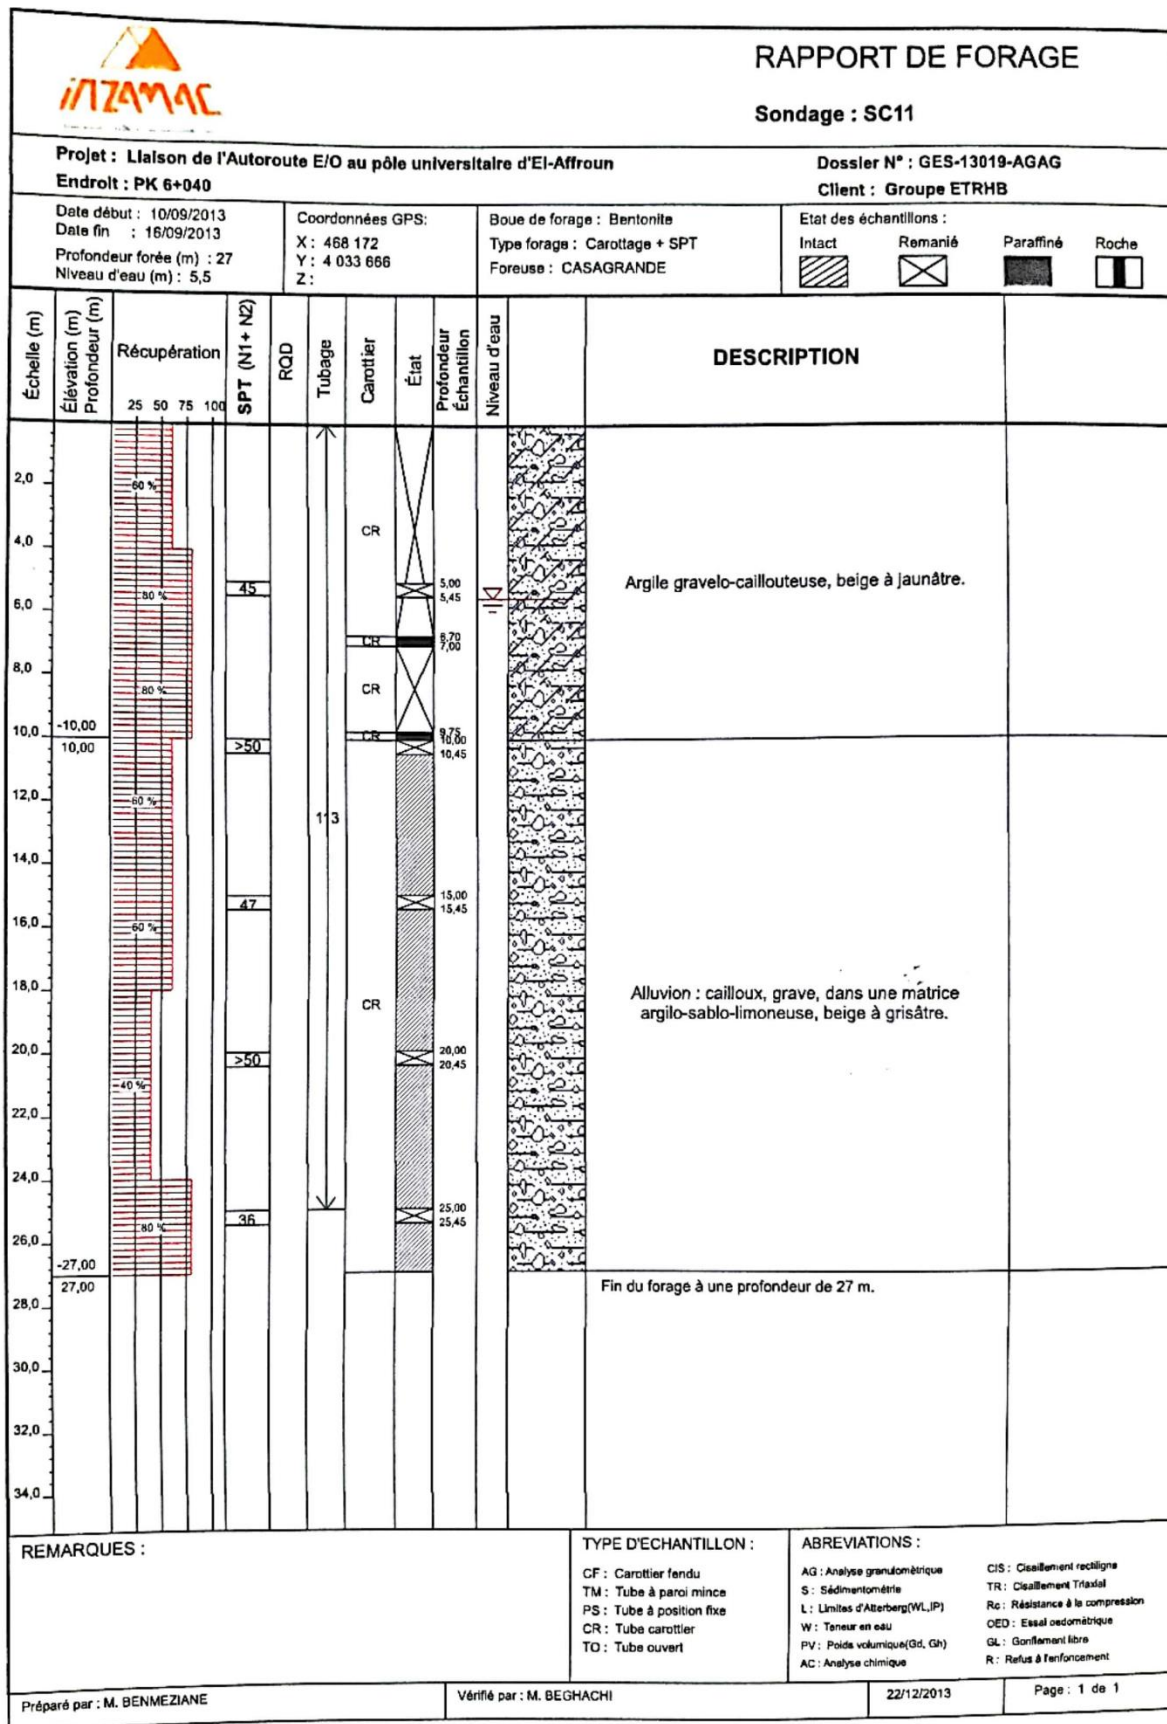 inzamac
RAPPORT DE FORAGE
Sondage : SC11
Projet : Liaison de l'Autoroute E/O au pôle universitaire d'El-Affroun
Dossier N° : GES-13019-AGAG
Endroit : PK 6+040
Client : Groupe ETRHB
Date début : 10/09/2013
Date fin : 16/09/2013
Profondeur forée (m) : 27
Niveau d'eau (m) : 5,5
Coordonnées GPS:
X : 468 172
Y : 4 033 666
Z :
Boue de forage : Bentonite
Type forage : Carottage + SPT
Foreuse : CASAGRANDE
Etat des échantillons :
Intact Remanié Paraffiné Roche
Échelle (m)
Élévation (m)
Profondeur (m)
Récupération
25 50 75 100
SPT (N1+ N2)
RQD
Tubage
Carottier
État
Profondeur
Échantillon
Niveau d'eau
DESCRIPTION
2,0
60 %
CR
4,0
Argile gravelo-caillouteuse, beige à jaunâtre.
80 %
45
5,00
5,45
6,0
CR
6,70
7,00
8,0
80 %
CR
-10,00
10,0
10,00
>50
CR
9,75
10,00
10,45
12,0
60 %
113
14,0
47
15,00
15,45
16,0
60 %
18,0
CR
Alluvion : cailloux, grave, dans une matrice
argilo-sablo-limoneuse, beige à grisâtre.
20,0
>50
20,00
20,45
40 %
22,0
24,0
36
25,00
25,45
80 %
26,0
-27,00
27,00
Fin du forage à une profondeur de 27 m.
28,0
30,0
32,0
34,0
REMARQUES :
TYPE D'ECHANTILLON :
CF : Carottier fendu
TM : Tube à paroi mince
PS : Tube à position fixe
CR : Tube carottier
TO : Tube ouvert
ABREVIATIONS :
AG : Analyse granulomètrique
S : Sédimentométrie
L : Limites d'Atterberg(WL,IP)
W : Teneur en eau
PV : Poids volumique(Gd, Gh)
AC : Analyse chimique
CIS : Cisaillement rectiligne
TR : Cisaillement Triaxial
Rc : Résistance à la compression
OED : Essai oedométrique
GL : Gonflement libre
R : Refus à l'enfoncement
Préparé par : M. BENMEZIANE
Vérifié par : M. BEGHACHI
22/12/2013
Page : 1 de 1